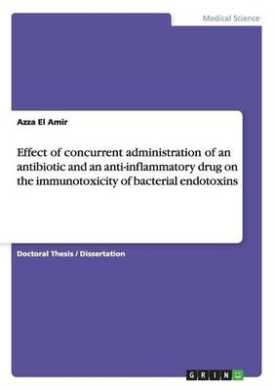 Medical Science
Azza El Amir
Effect of concurrent administration of an
antibiotic and an anti-inflammatory drug on
the immunotoxicity of bacterial endotoxins
Doctoral Thesis / Dissertation
GRIN